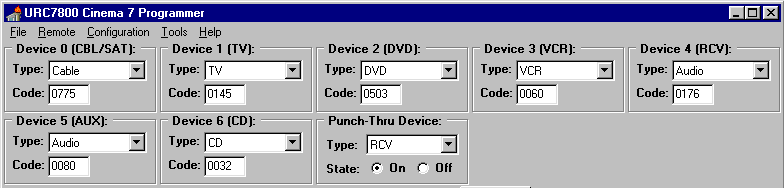 URC7800 Cinema 7 Programmer
File Remote Configuration Tools Help
Device 0 (CBL/SAT): Device 1 (TV): Device 2 (DVD): Device 3 (VCR): Device 4 (RCV):
Type: Cable Type: TV Type: DVD Type: VCR Type: Audio
Code: 0775 Code: 0145 Code: 0503 Code: 0060 Code: 0176
Device 5 (AUX): Device 6 (CD): Punch-Thru Device:
Type: Audio Type: CD Type: RCV
Code: 0080 Code: 0032 State: On Off